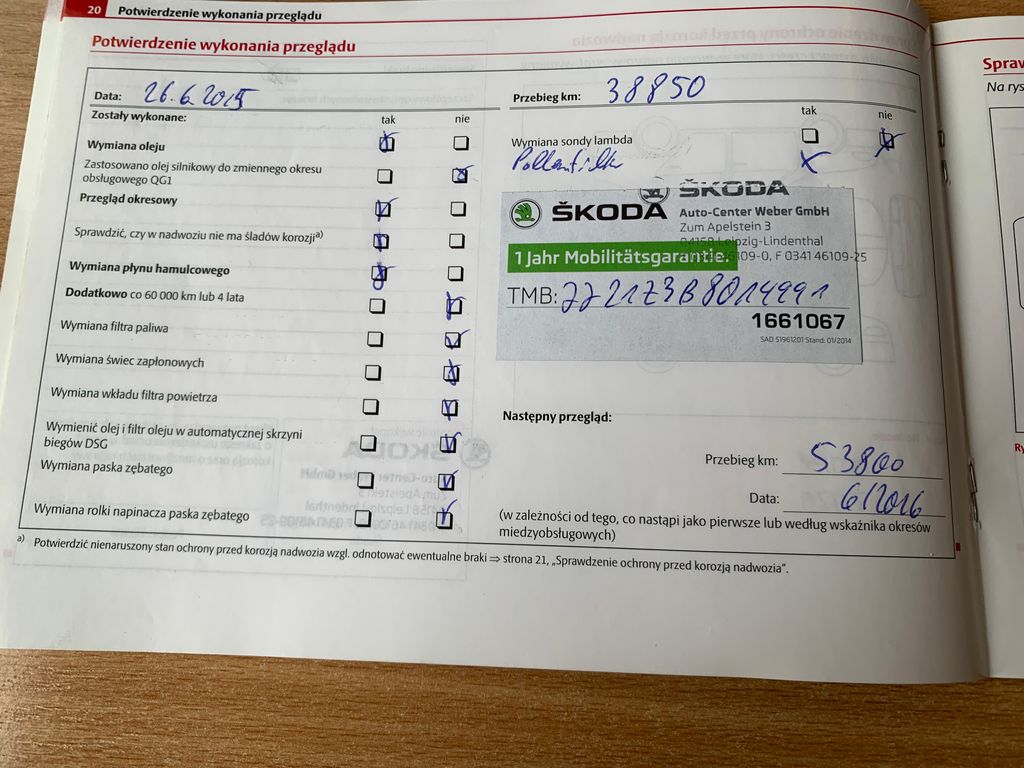 20 Potwierdzenie wykonania przeglądu
Potwierdzenie wykonania przeglądu
Data: 26.6.2015
Przebieg km: 38850
Zostały wykonane: tak nie
tak nie
Wymiana oleju
Wymiana sondy lambda
Pollenfilter
Zastosowano olej silnikowy do zmiennego okresu
obsługowego QG1
Przegląd okresowy
Sprawdzić, czy w nadwoziu nie ma śladów korozji a)
Wymiana płynu hamulcowego
Dodatkowo co 60 000 km lub 4 lata
Wymiana filtra paliwa
Wymiana świec zapłonowych
Wymiana wkładu filtra powietrza
Wymienić olej i filtr oleju w automatycznej skrzyni
biegów DSG
Wymiana paska zębatego
Wymiana rolki napinacza paska zębatego
ŠKODA
ŠKODA
Auto-Center Weber GmbH
Zum Apelstein 3
04158 Leipzig-Lindenthal
46109-0, F 0341 46109-25
1 Jahr Mobilitätsgarantie.
TMB: JJ21Z3B8014991
1661067
SAD 51961201 Stand: 01/2014
Następny przegląd:
Przebieg km: 53800
Data: 6/2016
(w zależności od tego, co nastąpi jako pierwsze lub według wskaźnika okresów
miedzyobsługowych)
a) Potwierdzić nienaruszony stan ochrony przed korozją nadwozia wzgl. odnotować ewentualne braki ⇒ strona 21, „Sprawdzenie ochrony przed korozją nadwozia”.
Spraw
Na rys